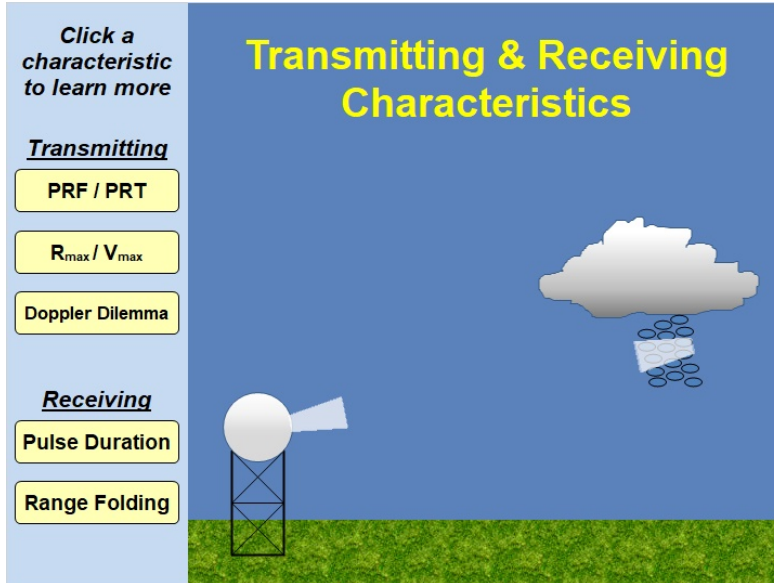 Click a
characteristic
to learn more
Transmitting
PRF / PRT
Rmax / Vmax
Doppler Dilemma
Receiving
Pulse Duration
Range Folding
Transmitting & Receiving
Characteristics